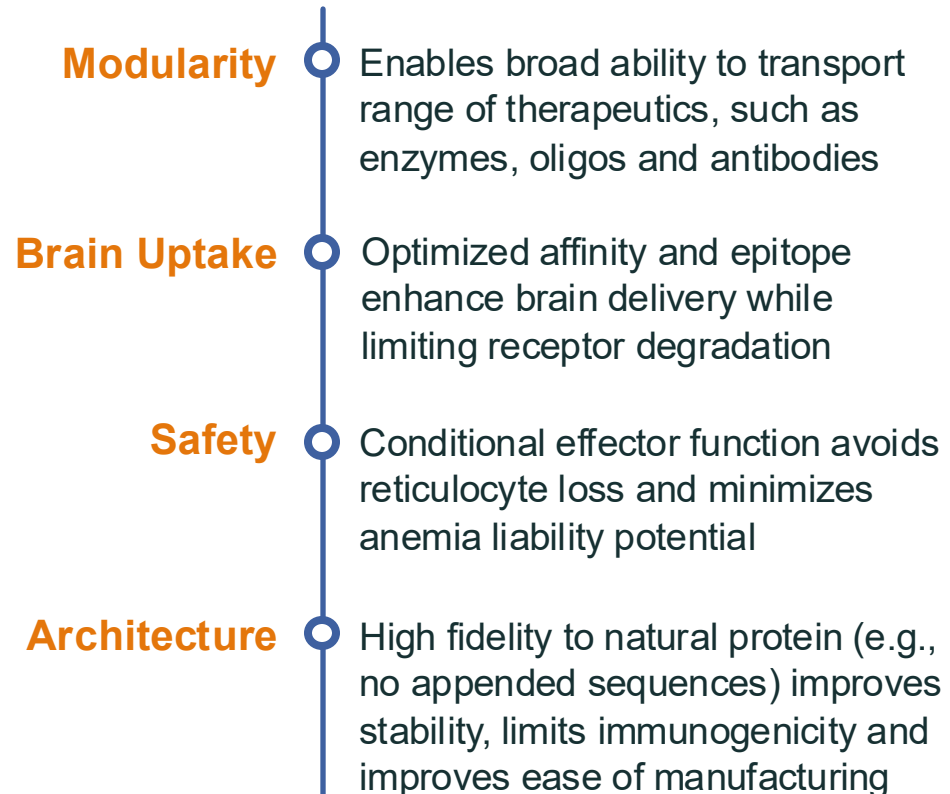 Modularity
Enables broad ability to transport
range of therapeutics, such as
enzymes, oligos and antibodies
Brain Uptake
Optimized affinity and epitope
enhance brain delivery while
limiting receptor degradation
Safety
Conditional effector function avoids
reticulocyte loss and minimizes
anemia liability potential
Architecture
High fidelity to natural protein (e.g.,
no appended sequences) improves
stability, limits immunogenicity and
improves ease of manufacturing